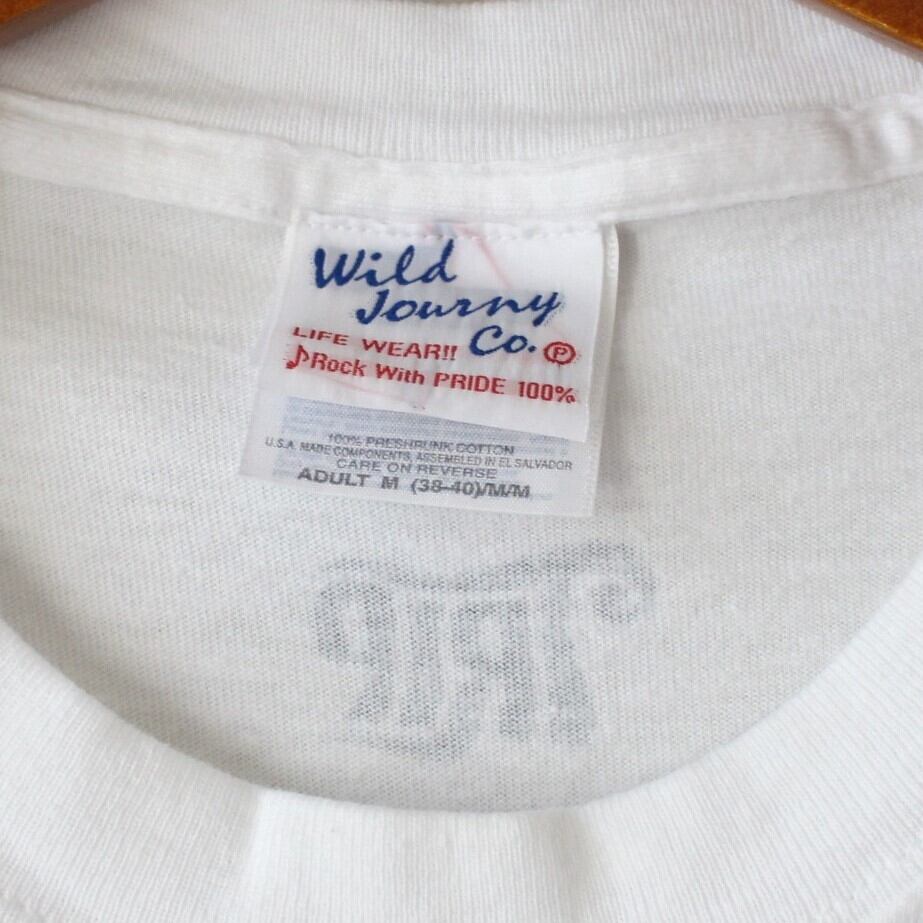 Wild
Journy
Co. Ⓟ
LIFE WEAR!!
♪Rock With PRIDE 100%
100% PRESHRUNK COTTON
U.S.A. MADE COMPONENTS, ASSEMBLED IN EL SALVADOR
CARE ON REVERSE
ADULT M (38-40)/M/M
TRIP